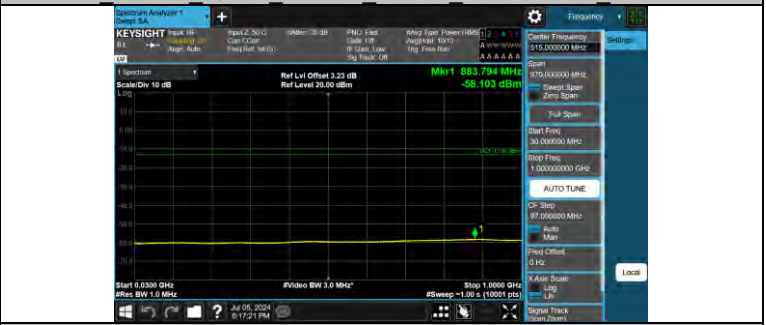 Spectrum Analyzer 1
Swept SA
+
Frequency
KEYSIGHT
Input: RF
Align: Auto
Input Z: 50 Ω
Corr CCorr
Freq Ref: Int (S)
PNO: Fast
Gate: Off
IF Gain: Low
Sig Track: Off
Avg Type: Power (RMS
Avg|Hold: 10/10
Trig: Free Run
A A A A A A
1 Spectrum
Scale/Div 10 dB
Ref Lvl Offset 3.23 dB
Ref Level 20.00 dBm
Mkr1 883.794 MHz
-58.103 dBm
Log
10.0
0.00
1
Start 0.0300 GHz
#Res BW 1.0 MHz
#Video BW 3.0 MHz*
Stop 1.0000 GHz
#Sweep ~1.00 s (10001 pts)
Center Frequency
515.000000 MHz
Settings
Span
970.000000 MHz
Swept Span
Zero Span
Full Span
Start Freq
30.000000 MHz
Stop Freq
1.000000000 GHz
AUTO TUNE
CF Step
97.000000 MHz
Auto
Man
Freq Offset
0 Hz
X Axis Scale
Log
Lin
Signal Track
(Span Zoom)
Local
?
Jul 05, 2024
6:17:21 PM